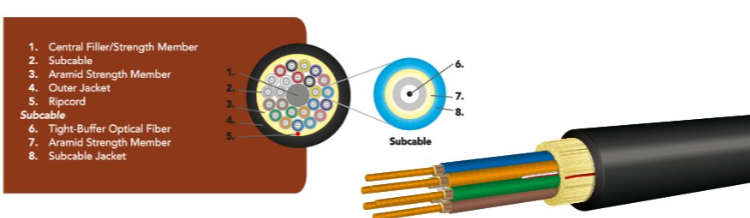 1. Central Filler/Strength Member
2. Subcable
3. Aramid Strength Member
4. Outer Jacket
5. Ripcord
Subcable
6. Tight-Buffer Optical Fiber
7. Aramid Strength Member
8. Subcable Jacket
1.
2.
3.
4.
5.
6.
7.
8.
Subcable